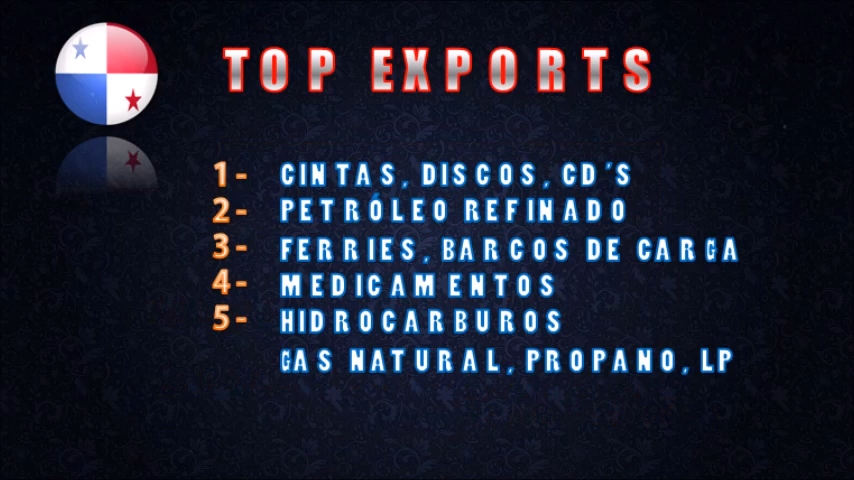 TOP EXPORTS
1- CINTAS, DISCOS, CD'S
2- PETRÓLEO REFINADO
3- FERRIES, BARCOS DE CARGA
4- MEDICAMENTOS
5- HIDROCARBUROS
GAS NATURAL, PROPANO, LP